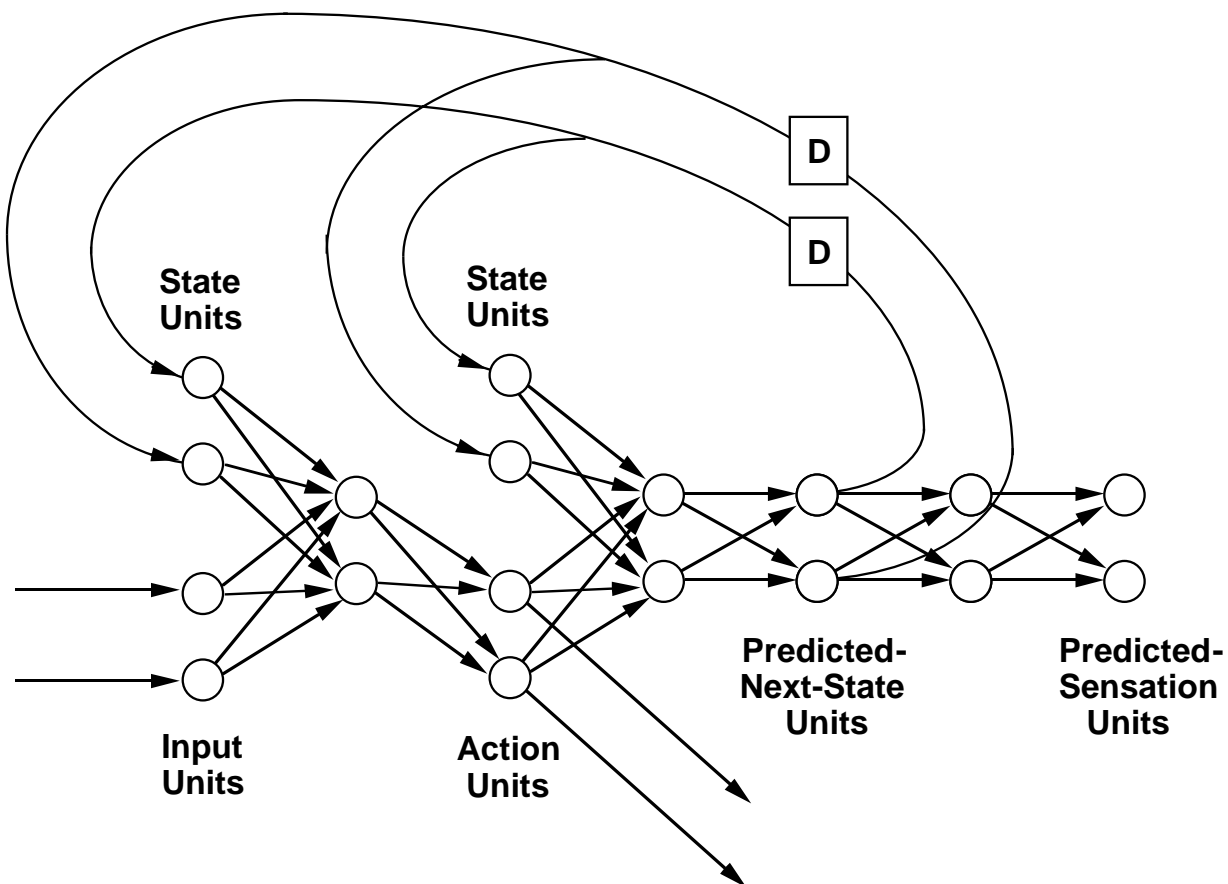 D
D
State
Units
State
Units
Input
Units
Action
Units
Predicted-
Next-State
Units
Predicted-
Sensation
Units